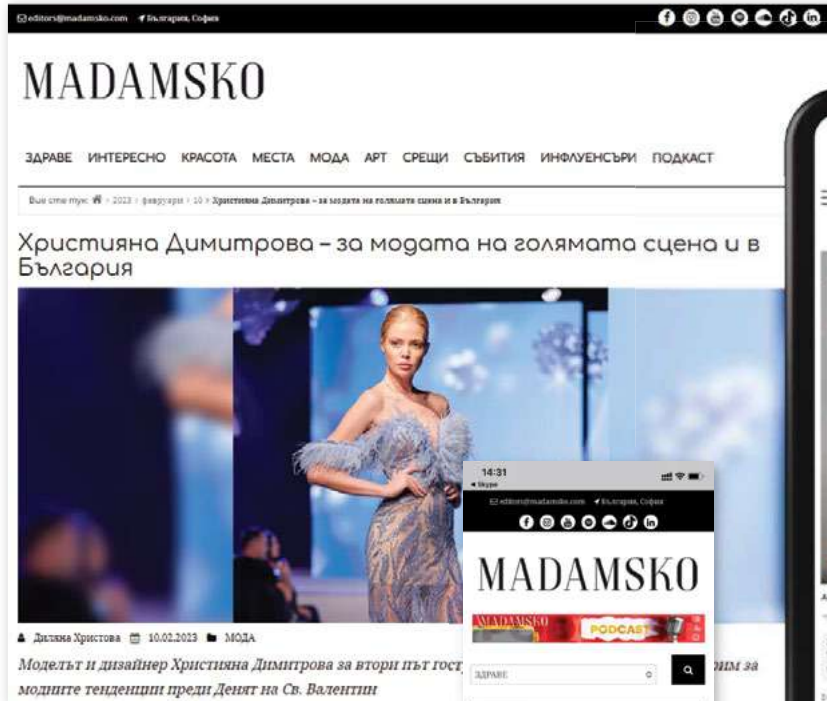 editors@madamsko.com България, София
MADAMSKO
ЗДРАВЕ ИНТЕРЕСНО КРАСОТА МЕСТА МОДА АРТ СРЕЩИ СЪБИТИЯ ИНФЛУЕНСЪРИ ПОДКАСТ
Вие сте тук: > 2023 > февруари > 10 > Християна Димитрова – за модата на голямата сцена и в България
Християна Димитрова – за модата на голямата сцена и в
България
Диляна Христова 10.02.2023 МОДА
Моделът и дизайнер Християна Димитрова за втори път
модните тенденции преди Денят на Св. Валентин
14:31
Skype
editors@madamsko.com България, София
MADAMSKO
MADAMSKO PODCAST
ЗДРАВЕ
за